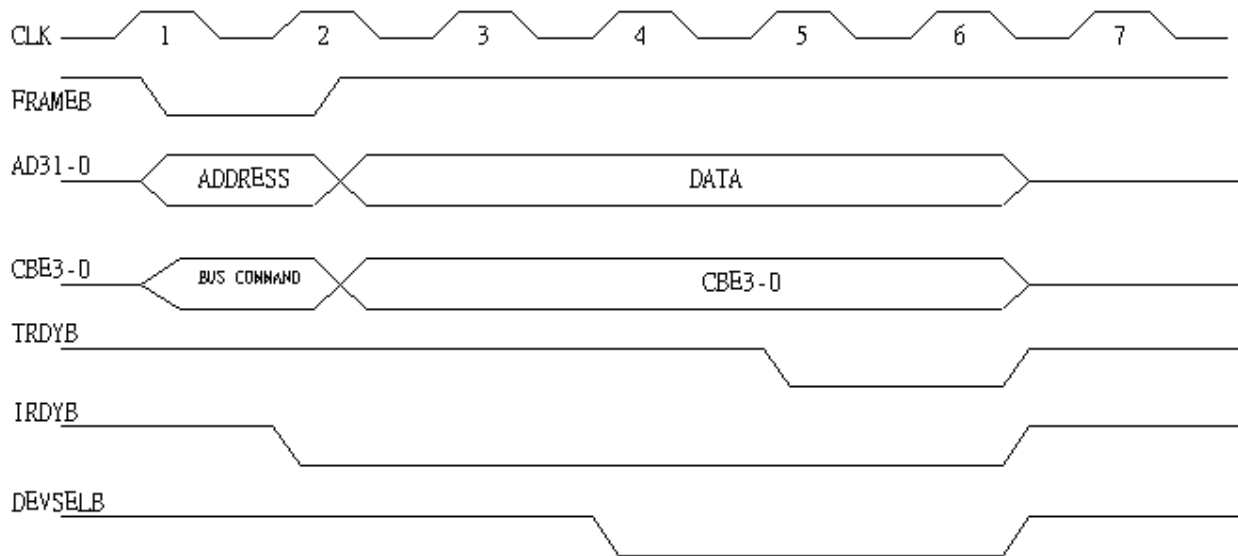 CLK 1 2 3 4 5 6 7
FRAMEB
AD31-0 ADDRESS DATA
CBE3-0 BUS COMMAND CBE3-0
TRDYB
IRDYB
DEVSELB